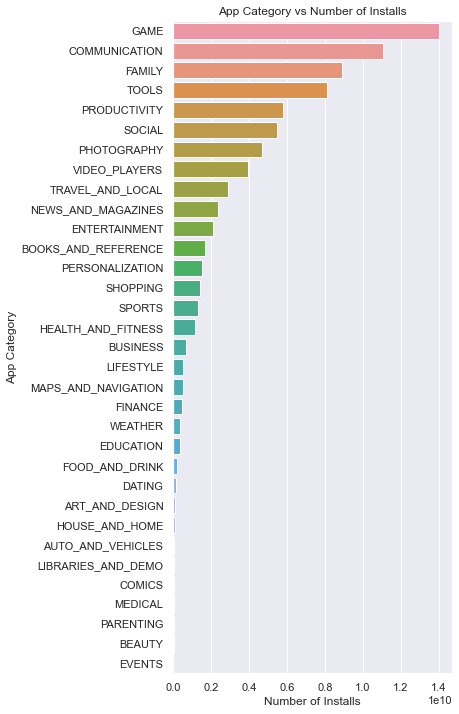 App Category vs Number of Installs
App Category
GAME
COMMUNICATION
FAMILY
TOOLS
PRODUCTIVITY
SOCIAL
PHOTOGRAPHY
VIDEO_PLAYERS
TRAVEL_AND_LOCAL
NEWS_AND_MAGAZINES
ENTERTAINMENT
BOOKS_AND_REFERENCE
PERSONALIZATION
SHOPPING
SPORTS
HEALTH_AND_FITNESS
BUSINESS
LIFESTYLE
MAPS_AND_NAVIGATION
FINANCE
WEATHER
EDUCATION
FOOD_AND_DRINK
DATING
ART_AND_DESIGN
HOUSE_AND_HOME
AUTO_AND_VEHICLES
LIBRARIES_AND_DEMO
COMICS
MEDICAL
PARENTING
BEAUTY
EVENTS
0.0 0.2 0.4 0.6 0.8 1.0 1.2 1.4
1e10
Number of Installs